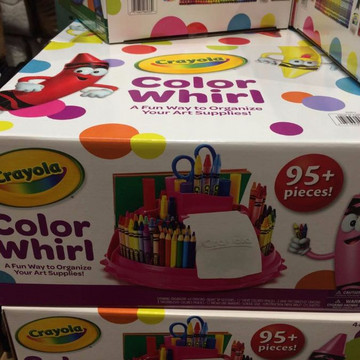 Crayola
Color
Whirl
A Fun Way to Organize
Your Art Supplies!
Crayola
Color
Whirl
A Fun Way to Organize
Your Art Supplies!
95+
pieces!
Crayola
Color
95+
pieces!